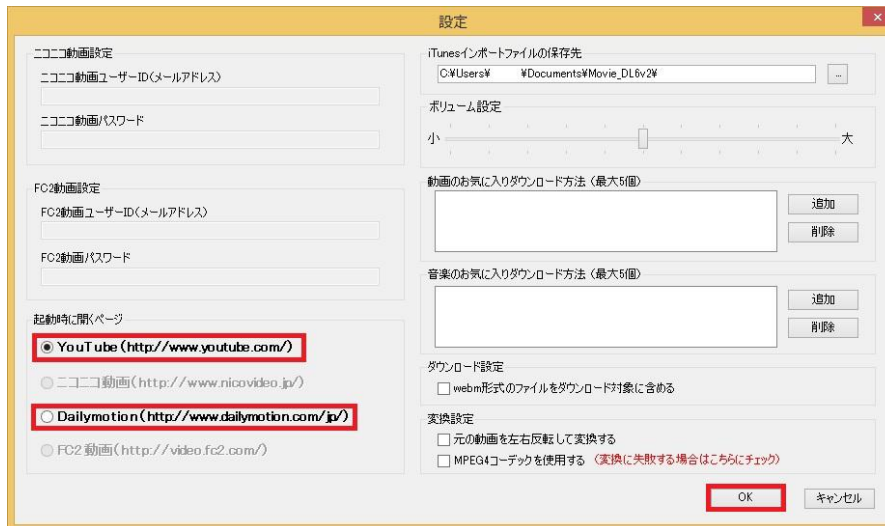 設定
ニコニコ動画設定
ニコニコ動画ユーザーID(メールアドレス)
ニコニコ動画パスワード
FC2動画設定
FC2動画ユーザーID(メールアドレス)
FC2動画パスワード
起動時に開くページ
YouTube(http://www.youtube.com/)
ニコニコ動画(http://www.nicovideo.jp/)
Dailymotion(http://www.dailymotion.com/jp/)
FC2動画(http://video.fc2.com/)
iTunesインポートファイルの保存先
C:¥Users¥ ¥Documents¥Movie_DL6v2¥
...
ボリューム設定
小 大
動画のお気に入りダウンロード方法（最大5個）
追加
削除
音楽のお気に入りダウンロード方法（最大5個）
追加
削除
ダウンロード設定
webm形式のファイルをダウンロード対象に含める
変換設定
元の動画を左右反転して変換する
MPEG4コーデックを使用する （変換に失敗する場合はこちらにチェック）
OK キャンセル